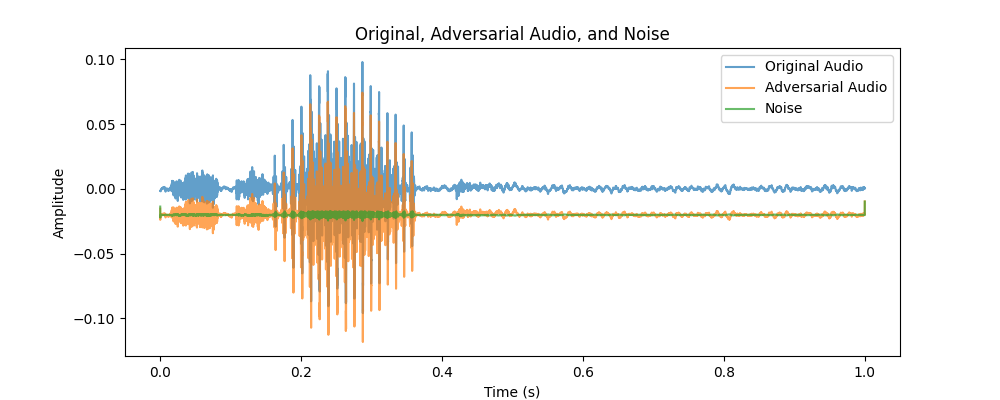 Original, Adversarial Audio, and Noise
Original Audio
Adversarial Audio
Noise
0.10
0.05
0.00
−0.05
−0.10
Amplitude
0.0
0.2
0.4
0.6
0.8
1.0
Time (s)